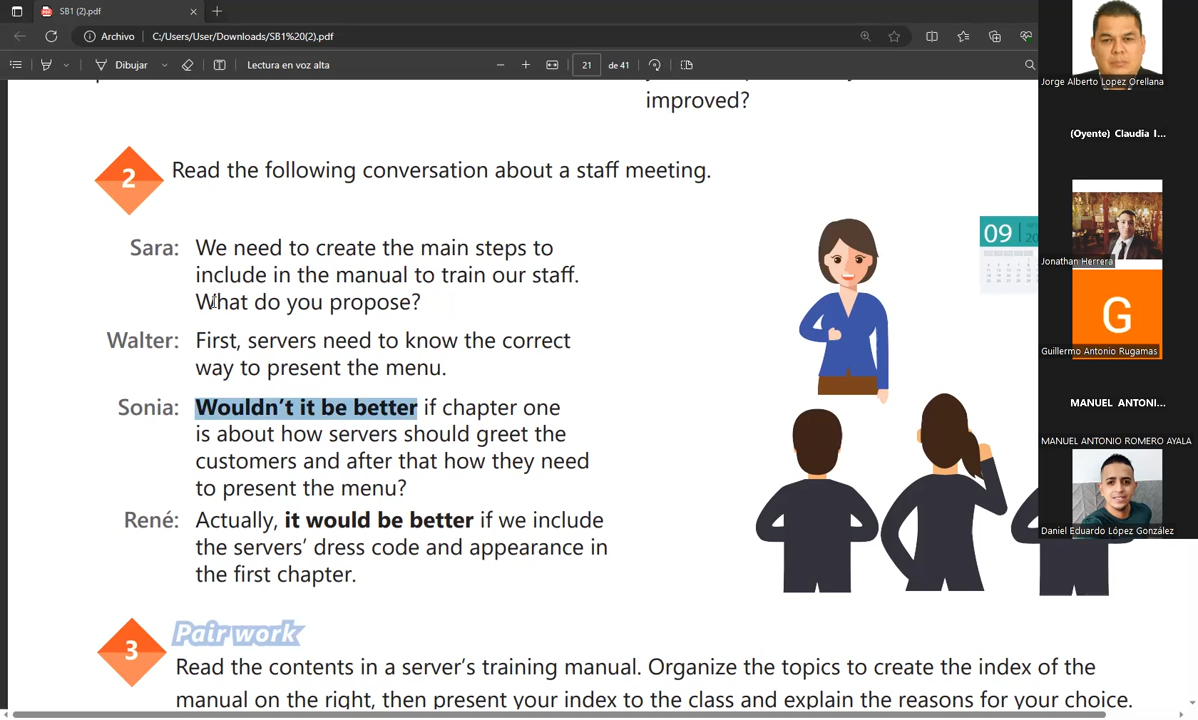 SB1 (2).pdf
Archivo
C:/Users/User/Downloads/SB1%20(2).pdf
Dibujar
Lectura en voz alta
21
de 41
improved?
2
Read the following conversation about a staff meeting.
Sara: We need to create the main steps to
include in the manual to train our staff.
What do you propose?
Walter: First, servers need to know the correct
way to present the menu.
Sonia: Wouldn't it be better if chapter one
is about how servers should greet the
customers and after that how they need
to present the menu?
René: Actually, it would be better if we include
the servers' dress code and appearance in
the first chapter.
09
3
Pair work
Read the contents in a server's training manual. Organize the topics to create the index of the
manual on the right, then present your index to the class and explain the reasons for your choice.
Jorge Alberto Lopez Orellana
(Oyente) Claudia I...
Jonathan Herrera
G
Guillermo Antonio Rugamas
MANUEL ANTONI...
MANUEL ANTONIO ROMERO AYALA
Daniel Eduardo López González